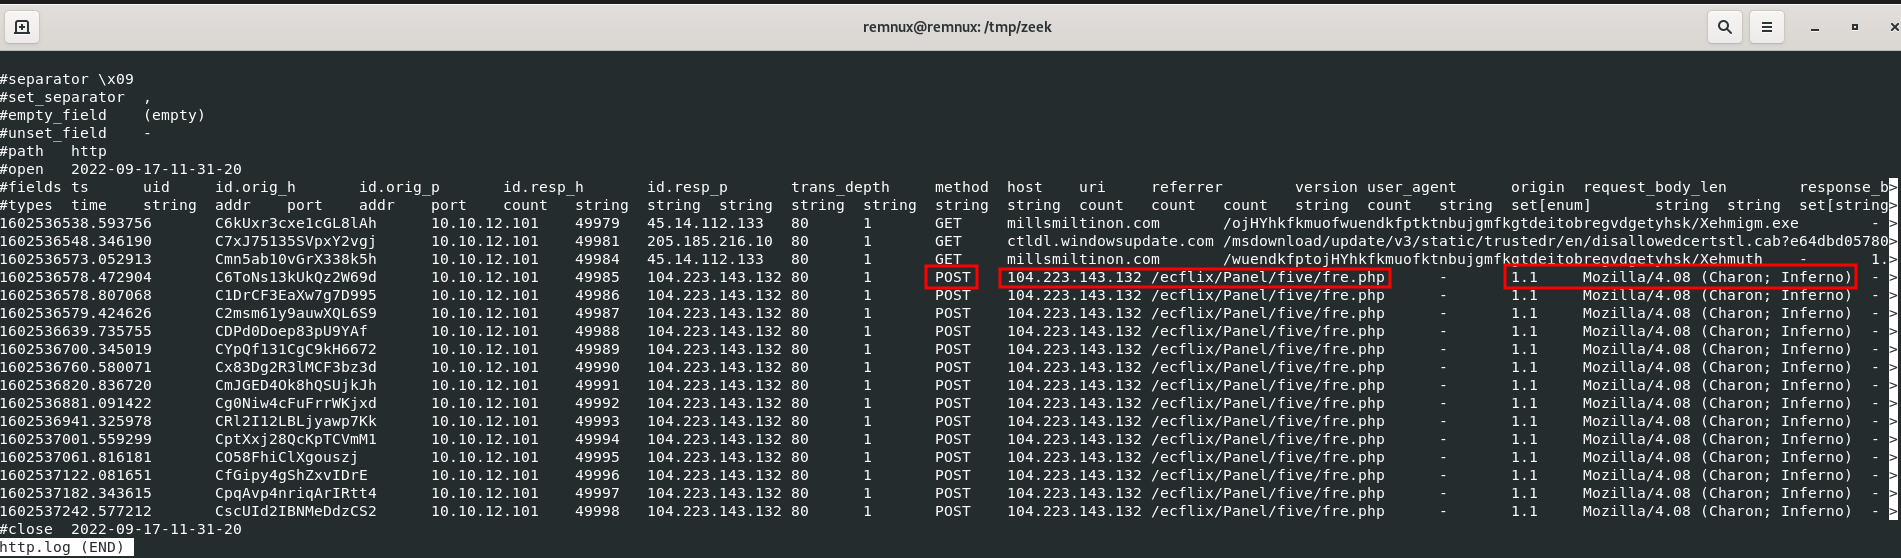 remnux@remnux: /tmp/zeek
#separator \x09
#set_separator ,
#empty_field (empty)
#unset_field -
#path http
#open 2022-09-17-11-31-20
#fields ts uid id.orig_h id.orig_p id.resp_h id.resp_p trans_depth method host uri referrer version user_agent origin request_body_len response_b>
#types time string addr port addr port count string string string string string count count string count string set[enum] string string set[string>
1602536538.593756 C6kUxr3cxe1cGL8lAh 10.10.12.101 49979 45.14.112.133 80 1 GET millsmiltinon.com /ojHYhkfkmuofwuendkfptktnbujgmfkgtdeitobregvdgetyhsk/Xehmigm.exe -
1602536548.346190 C7xJ75135SVpxY2vgj 10.10.12.101 49981 205.185.216.10 80 1 GET ctldl.windowsupdate.com /msdownload/update/v3/static/trustedr/en/disallowedcertstl.cab?e64dbd05780>
1602536573.052913 Cmn5ab10vGrX338k5h 10.10.12.101 49984 45.14.112.133 80 1 GET millsmiltinon.com /wuendkfptojHYhkfkmuofktnbujgmfkgtdeitobregvdgetyhsk/Xehmuth - 1.>
1602536578.472904 C6ToNs13kUkQz2W69d 10.10.12.101 49985 104.223.143.132 80 1 POST 104.223.143.132 /ecflix/Panel/five/fre.php - 1.1 Mozilla/4.08 (Charon; Inferno) - >
1602536578.807068 C1DrCF3EaXw7g7D995 10.10.12.101 49986 104.223.143.132 80 1 POST 104.223.143.132 /ecflix/Panel/five/fre.php - 1.1 Mozilla/4.08 (Charon; Inferno) - >
1602536579.424626 C2msm61y9auwXQL6S9 10.10.12.101 49987 104.223.143.132 80 1 POST 104.223.143.132 /ecflix/Panel/five/fre.php - 1.1 Mozilla/4.08 (Charon; Inferno) - >
1602536639.735755 CDPd0Doep83pU9YAf 10.10.12.101 49988 104.223.143.132 80 1 POST 104.223.143.132 /ecflix/Panel/five/fre.php - 1.1 Mozilla/4.08 (Charon; Inferno) - >
1602536700.345019 CYpQf131CgC9kH6672 10.10.12.101 49989 104.223.143.132 80 1 POST 104.223.143.132 /ecflix/Panel/five/fre.php - 1.1 Mozilla/4.08 (Charon; Inferno) - >
1602536760.580071 Cx83Dg2R3lMCF3bz3d 10.10.12.101 49990 104.223.143.132 80 1 POST 104.223.143.132 /ecflix/Panel/five/fre.php - 1.1 Mozilla/4.08 (Charon; Inferno) - >
1602536820.836720 CmJGED4Ok8hQSUjkJh 10.10.12.101 49991 104.223.143.132 80 1 POST 104.223.143.132 /ecflix/Panel/five/fre.php - 1.1 Mozilla/4.08 (Charon; Inferno) - >
1602536881.091422 Cg0Niw4cFuFrrWKjxd 10.10.12.101 49992 104.223.143.132 80 1 POST 104.223.143.132 /ecflix/Panel/five/fre.php - 1.1 Mozilla/4.08 (Charon; Inferno) - >
1602536941.325978 CRl2I12LBLjyawp7Kk 10.10.12.101 49993 104.223.143.132 80 1 POST 104.223.143.132 /ecflix/Panel/five/fre.php - 1.1 Mozilla/4.08 (Charon; Inferno) - >
1602537001.559299 CptXxj28QcKpTCVmM1 10.10.12.101 49994 104.223.143.132 80 1 POST 104.223.143.132 /ecflix/Panel/five/fre.php - 1.1 Mozilla/4.08 (Charon; Inferno) - >
1602537061.816181 CO58FhiClXgouszj 10.10.12.101 49995 104.223.143.132 80 1 POST 104.223.143.132 /ecflix/Panel/five/fre.php - 1.1 Mozilla/4.08 (Charon; Inferno) - >
1602537122.081651 CfGipy4gShZxvIDrE 10.10.12.101 49996 104.223.143.132 80 1 POST 104.223.143.132 /ecflix/Panel/five/fre.php - 1.1 Mozilla/4.08 (Charon; Inferno) - >
1602537182.343615 CpqAvp4nriqArIRtt4 10.10.12.101 49997 104.223.143.132 80 1 POST 104.223.143.132 /ecflix/Panel/five/fre.php - 1.1 Mozilla/4.08 (Charon; Inferno) - >
1602537242.577212 CscUId2IBNMeDdzCS2 10.10.12.101 49998 104.223.143.132 80 1 POST 104.223.143.132 /ecflix/Panel/five/fre.php - 1.1 Mozilla/4.08 (Charon; Inferno) - >
#close 2022-09-17-11-31-20
http.log (END)